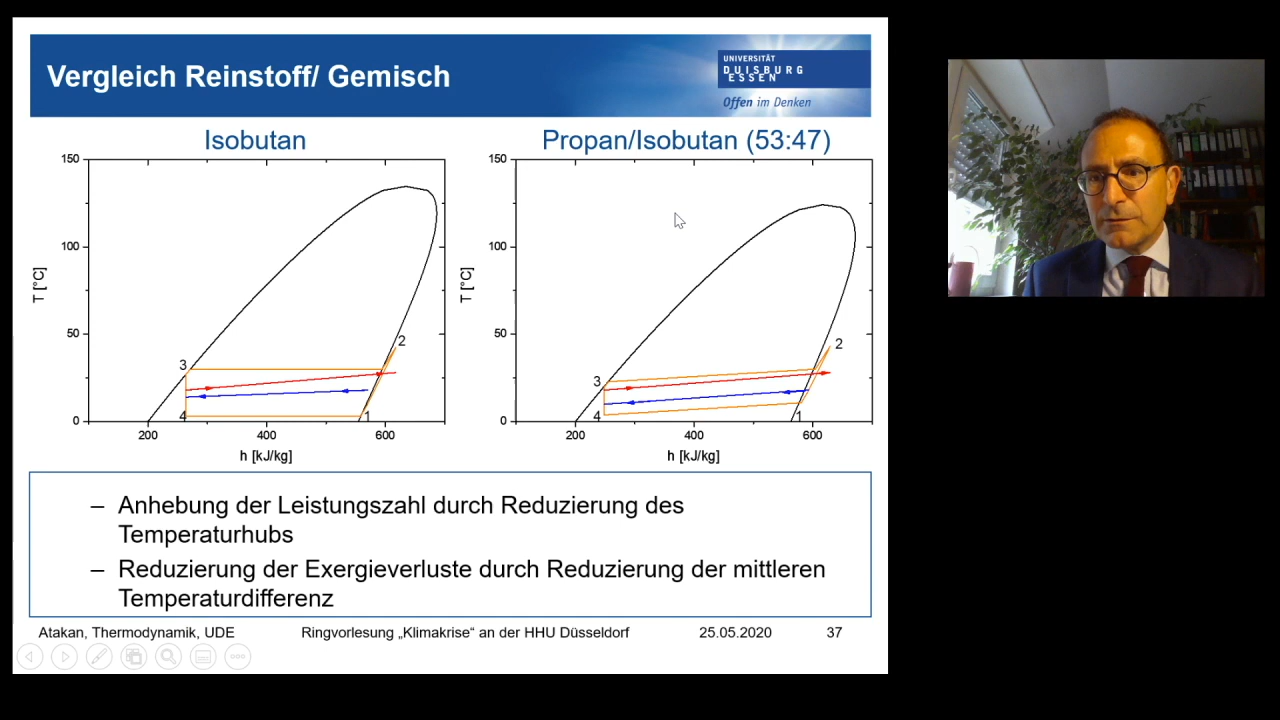 Vergleich Reinstoff/ Gemisch
UNIVERSITÄT
DUISBURG
ESSEN
Offen im Denken
Isobutan
150
100
50
0
T [°C]
200
400
600
h [kJ/kg]
1
2
3
4
Propan/Isobutan (53:47)
150
100
50
0
T [°C]
200
400
600
h [kJ/kg]
1
2
3
4
– Anhebung der Leistungszahl durch Reduzierung des
Temperaturhubs
– Reduzierung der Exergieverluste durch Reduzierung der mittleren
Temperaturdifferenz
Atakan, Thermodynamik, UDE
Ringvorlesung „Klimakrise“ an der HHU Düsseldorf
25.05.2020
37